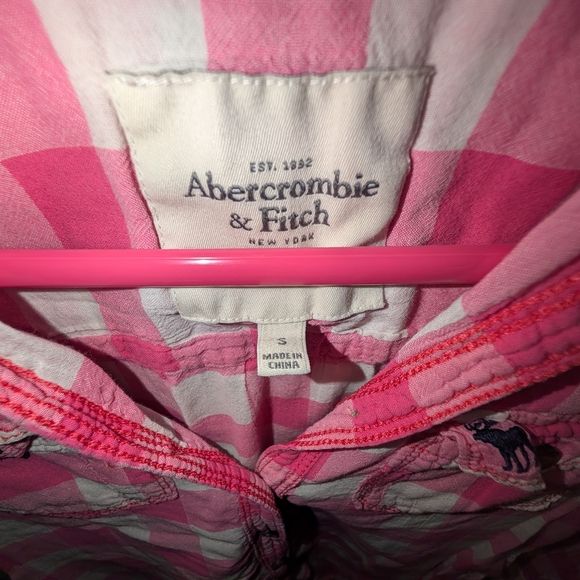 EST. 1892
Abercrombie
& Fitch
NEW YORK
S
MADE IN
CHINA